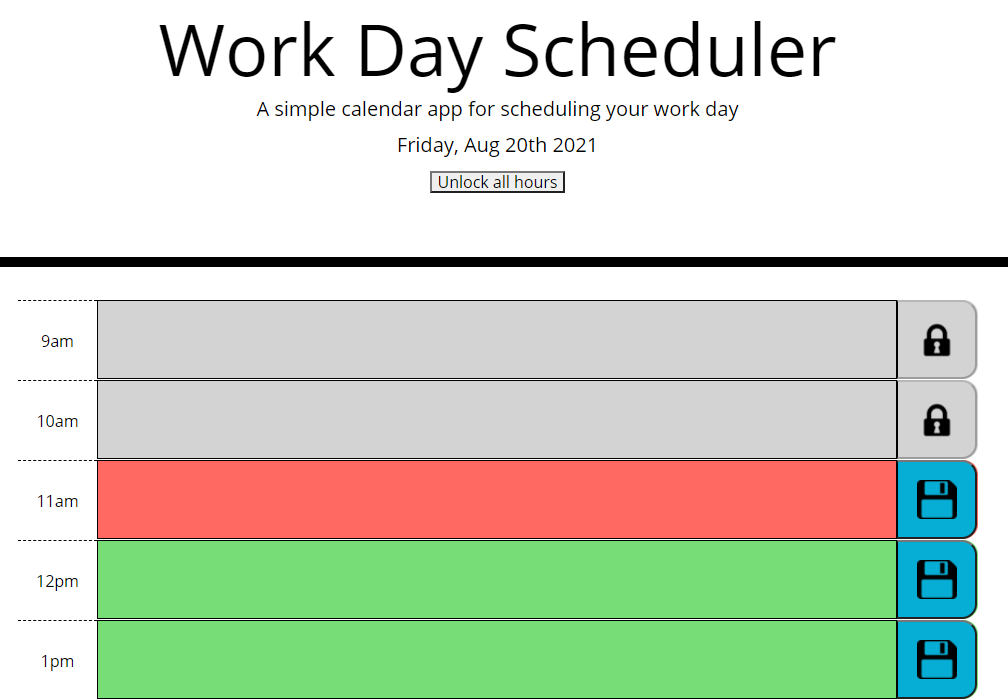 Work Day Scheduler
A simple calendar app for scheduling your work day
Friday, Aug 20th 2021
Unlock all hours
9am
10am
11am
12pm
1pm